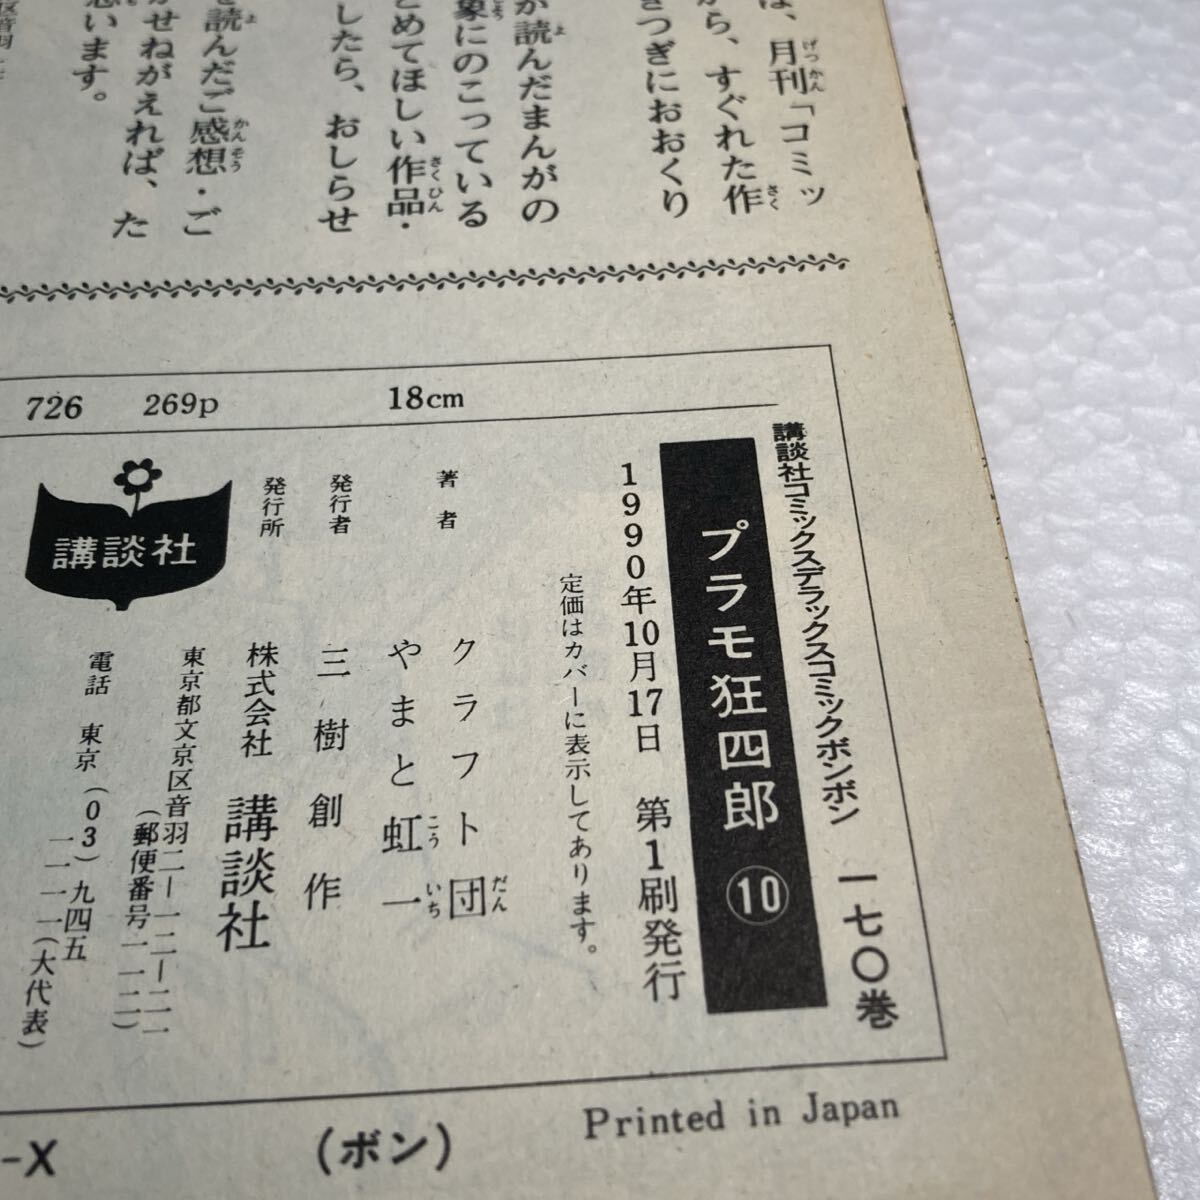 は、月刊「コミッ
から、すぐれた作
きつぎにおおくり
が読んだまんがの
象にのこっている
とめてほしい作品・
したら、おしらせ
を読んだご感想・ご
かせねがえれば、た
思います。
区音羽
726 269p 18cm
講談社コミックスデラックスコミックボンボン 一七〇巻
プラモ狂四郎 ⑩
1990年10月17日 第1刷発行
定価はカバーに表示してあります。
著者 クラフト団
やまと虹一
発行者 三樹創作
発行所 株式会社 講談社
東京都文京区音羽二―一二―二一
(郵便番号一一二)
電話 東京(03)九四五
一一一一(大代表)
講談社
Printed in Japan
-X (ボン)